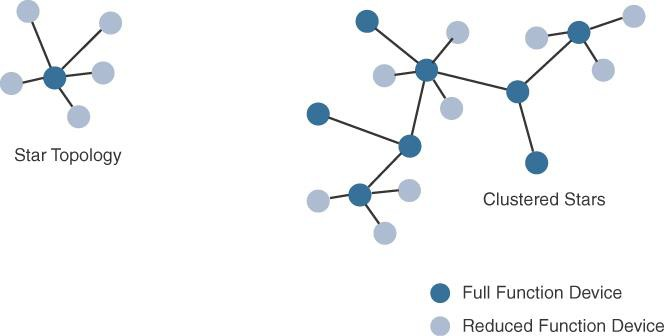 Star Topology
Clustered Stars
Full Function Device
Reduced Function Device